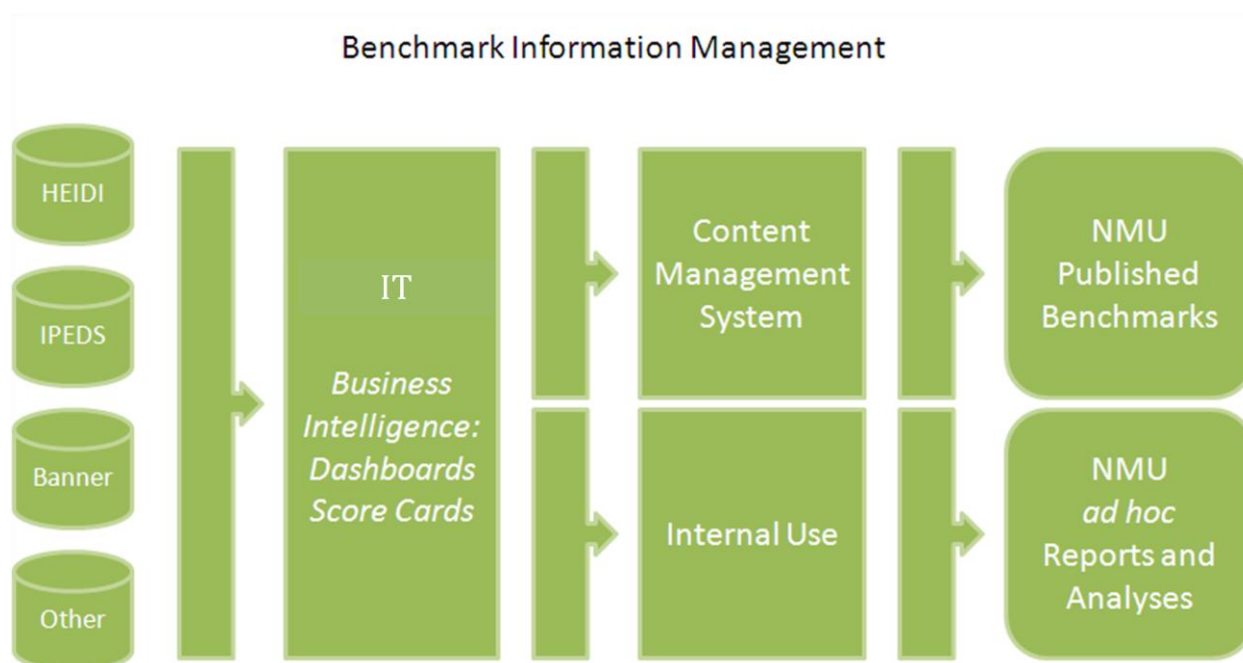 Benchmark Information Management
HEIDI
IPEDS
Banner
Other
IT
Business
Intelligence:
Dashboards
Score Cards
Content
Management
System
Internal Use
NMU
Published
Benchmarks
NMU
ad hoc
Reports and
Analyses